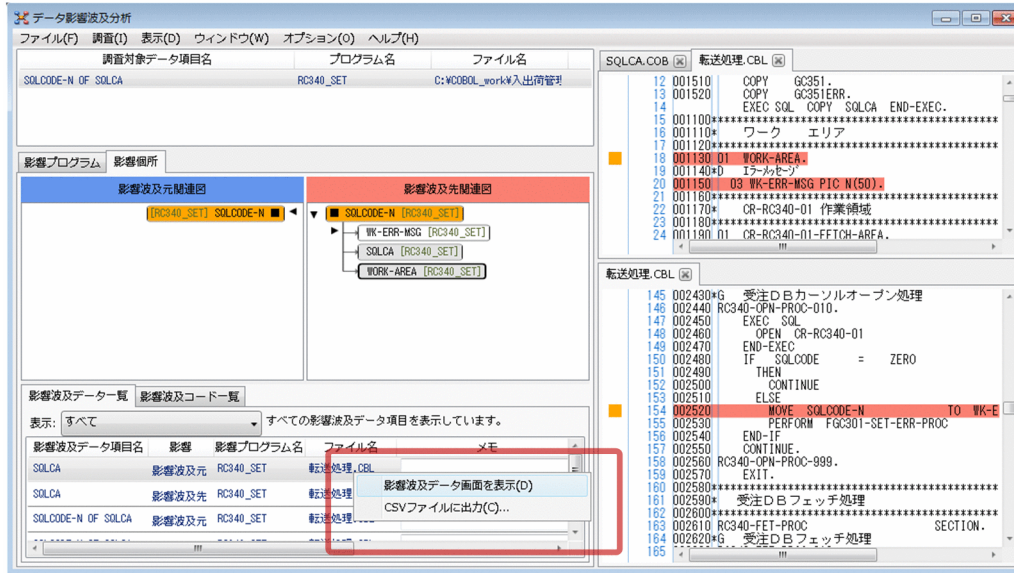 データ影響波及分析
ファイル(F) 調査(I) 表示(D) ウィンドウ(W) オプション(O) ヘルプ(H)
調査対象データ項目名 プログラム名 ファイル名
SQLCODE-N OF SQLCA RC340_SET C:¥COBOL_work¥入出荷管理
影響プログラム 影響個所
影響波及元関連図 影響波及先関連図
[RC340_SET] SQLCODE-N ■ ◀ ▼ ■ SQLCODE-N [RC340_SET]
▶ WK-ERR-MSG [RC340_SET]
SQLCA [RC340_SET]
WORK-AREA [RC340_SET]
影響波及データ一覧 影響波及コード一覧
表示: すべて すべての影響波及データ項目を表示しています。
影響波及データ項目名 影響 影響プログラム名 ファイル名 メモ
SQLCA 影響波及元 RC340_SET 転送処理.CBL
SQLCA 影響波及先 RC340_SET 転送処理
SQLCODE-N OF SQLCA 影響波及元 RC340_SET 転送処理
影響波及データ画面を表示(D)
CSVファイルに出力(C)...
SQLCA.COB 転送処理.CBL
12 001510 COPY GC351.
13 001520 COPY GC351ERR.
14 EXEC SQL COPY SQLCA END-EXEC.
15 001100*********************************************
16 001110* ワーク エリア
17 001120*********************************************
18 001130 01 WORK-AREA.
19 001140*D エラーメッセージ
20 001150 03 WK-ERR-MSG PIC N(50).
21 001160*********************************************
22 001170* CR-RC340-01 作業領域
23 001180*********************************************
24 001190 01 CR-RC340-01-FETCH-AREA.
転送処理.CBL
145 002430*G 受注DBカーソルオープン処理
146 002440 RC340-OPN-PROC-010.
147 002450 EXEC SQL
148 002460 OPEN CR-RC340-01
149 002470 END-EXEC
150 002480 IF SQLCODE = ZERO
151 002490 THEN
152 002500 CONTINUE
153 002510 ELSE
154 002520 MOVE SQLCODE-N TO WK-E
155 002530 PERFORM FGC301-SET-ERR-PROC
156 002540 END-IF
157 002550 CONTINUE.
158 002560 RC340-OPN-PROC-999.
159 002570 EXIT.
160 002580*********************************************
161 002590* 受注DBフェッチ処理
162 002600*********************************************
163 002610 RC340-FET-PROC SECTION.
164 002620*G 受注DBフェッチ処理
165